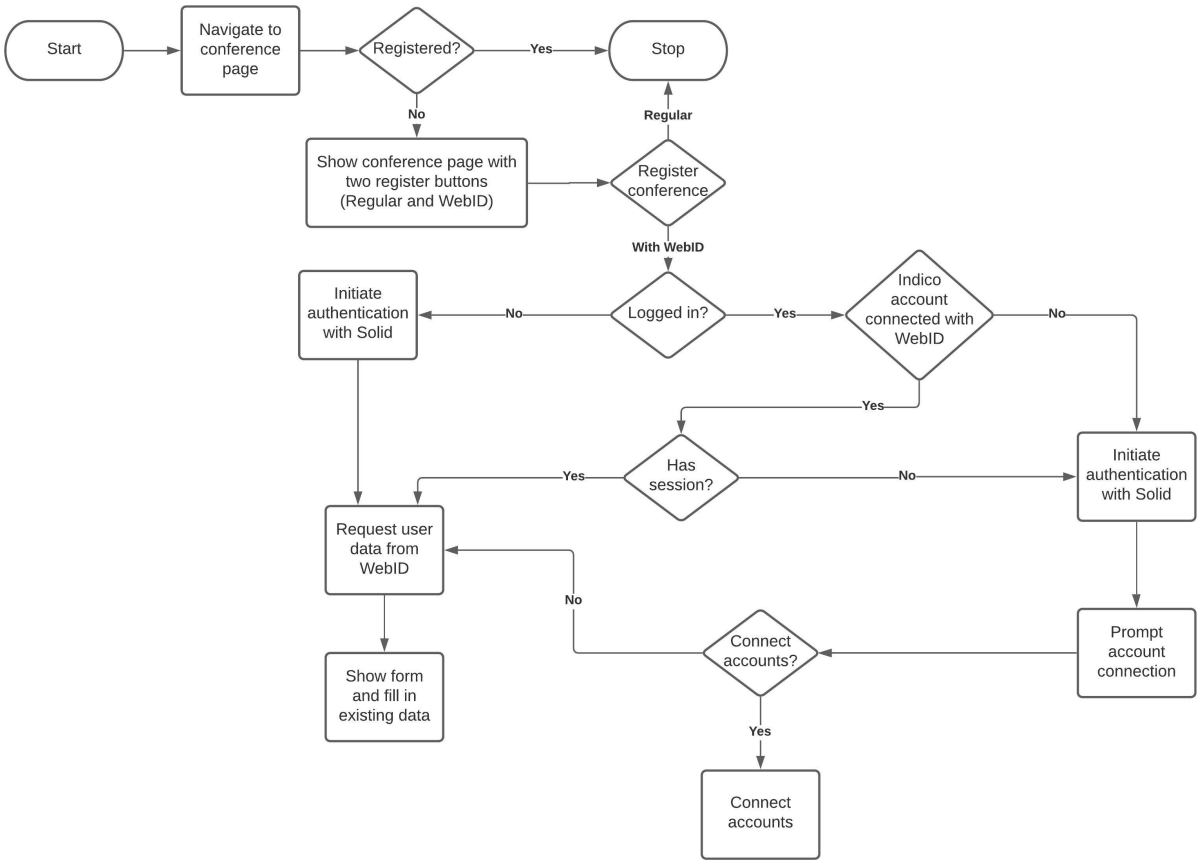 Start
Navigate to
conference
page
Registered?
Yes
Stop
No
Regular
Show conference page with
two register buttons
(Regular and WebID)
Register
conference
With WebID
Initiate
authentication
with Solid
No
Logged in?
Yes
Indico
account
connected with
WebID
No
Yes
Yes
Has
session?
No
Initiate
authentication
with Solid
Request user
data from
WebID
No
Connect
accounts?
Prompt
account
connection
Show form
and fill in
existing data
Yes
Connect
accounts